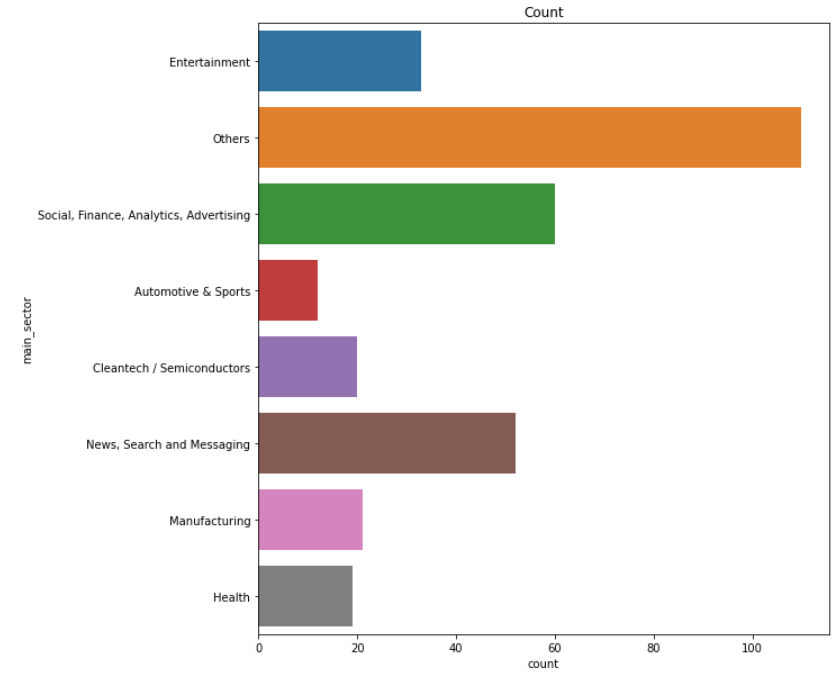 Count
Entertainment
Others
Social, Finance, Analytics, Advertising
Automotive & Sports
main_sector
Cleantech / Semiconductors
News, Search and Messaging
Manufacturing
Health
0 20 40 60 80 100
count